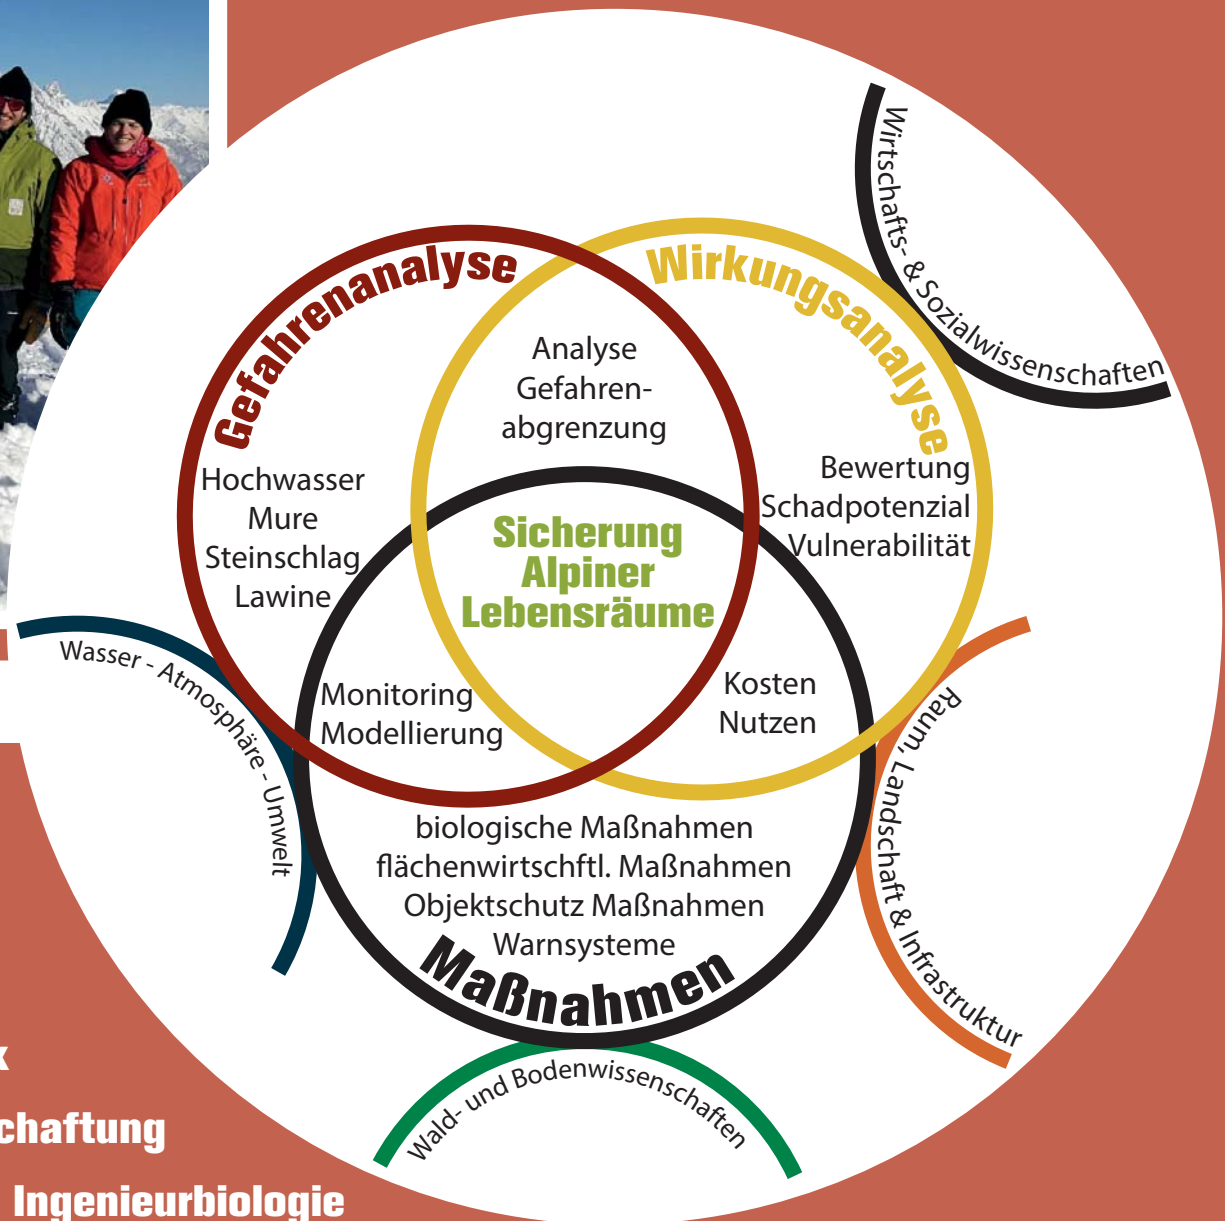 Wirtschafts- & Sozialwissenschaften
Gefahrenanalyse
Wirkungsanalyse
Analyse
Gefahren-
abgrenzung
Hochwasser
Mure
Steinschlag
Lawine
Bewertung
Schadpotenzial
Vulnerabilität
Sicherung
Alpiner
Lebensräume
Wasser - Atmosphäre - Umwelt
Monitoring
Modellierung
Kosten
Nutzen
Raum, Landschaft & Infrastruktur
biologische Maßnahmen
flächenwirtschftl. Maßnahmen
Objektschutz Maßnahmen
Warnsysteme
Maßnahmen
Wald- und Bodenwissenschaften
chaftung
Ingenieurbiologie